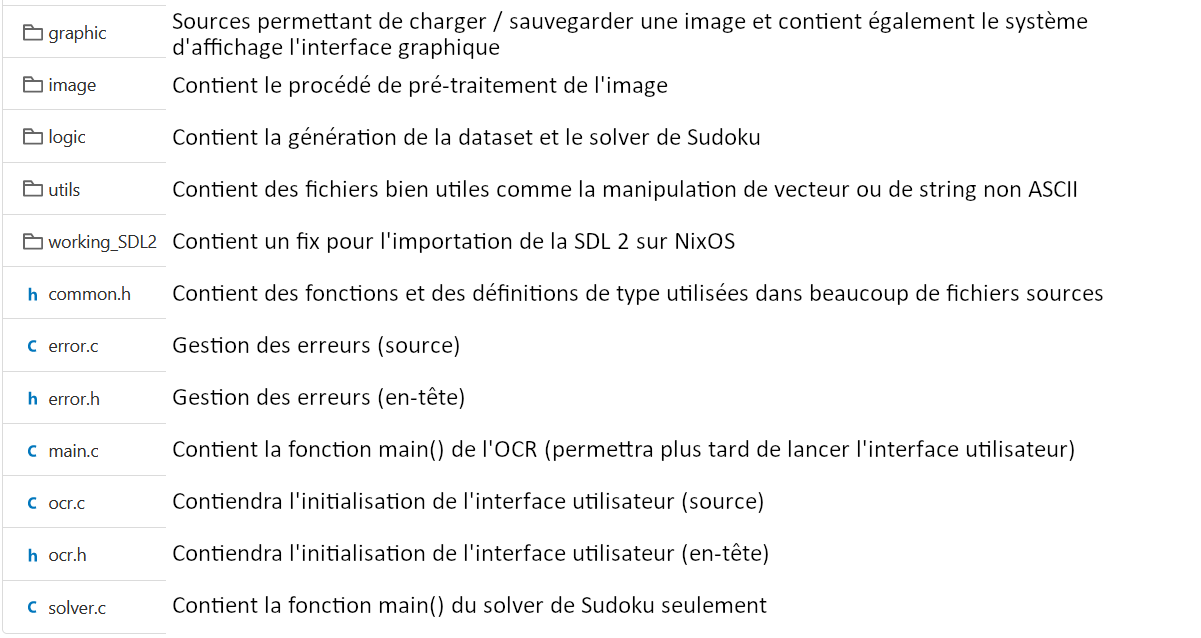 graphic Sources permettant de charger / sauvegarder une image et contient également le système
d'affichage l'interface graphique
image Contient le procédé de pré-traitement de l'image
logic Contient la génération de la dataset et le solver de Sudoku
utils Contient des fichiers bien utiles comme la manipulation de vecteur ou de string non ASCII
working_SDL2 Contient un fix pour l'importation de la SDL 2 sur NixOS
h common.h Contient des fonctions et des définitions de type utilisées dans beaucoup de fichiers sources
C error.c Gestion des erreurs (source)
h error.h Gestion des erreurs (en-tête)
C main.c Contient la fonction main() de l'OCR (permettra plus tard de lancer l'interface utilisateur)
C ocr.c Contiendra l'initialisation de l'interface utilisateur (source)
h ocr.h Contiendra l'initialisation de l'interface utilisateur (en-tête)
C solver.c Contient la fonction main() du solver de Sudoku seulement